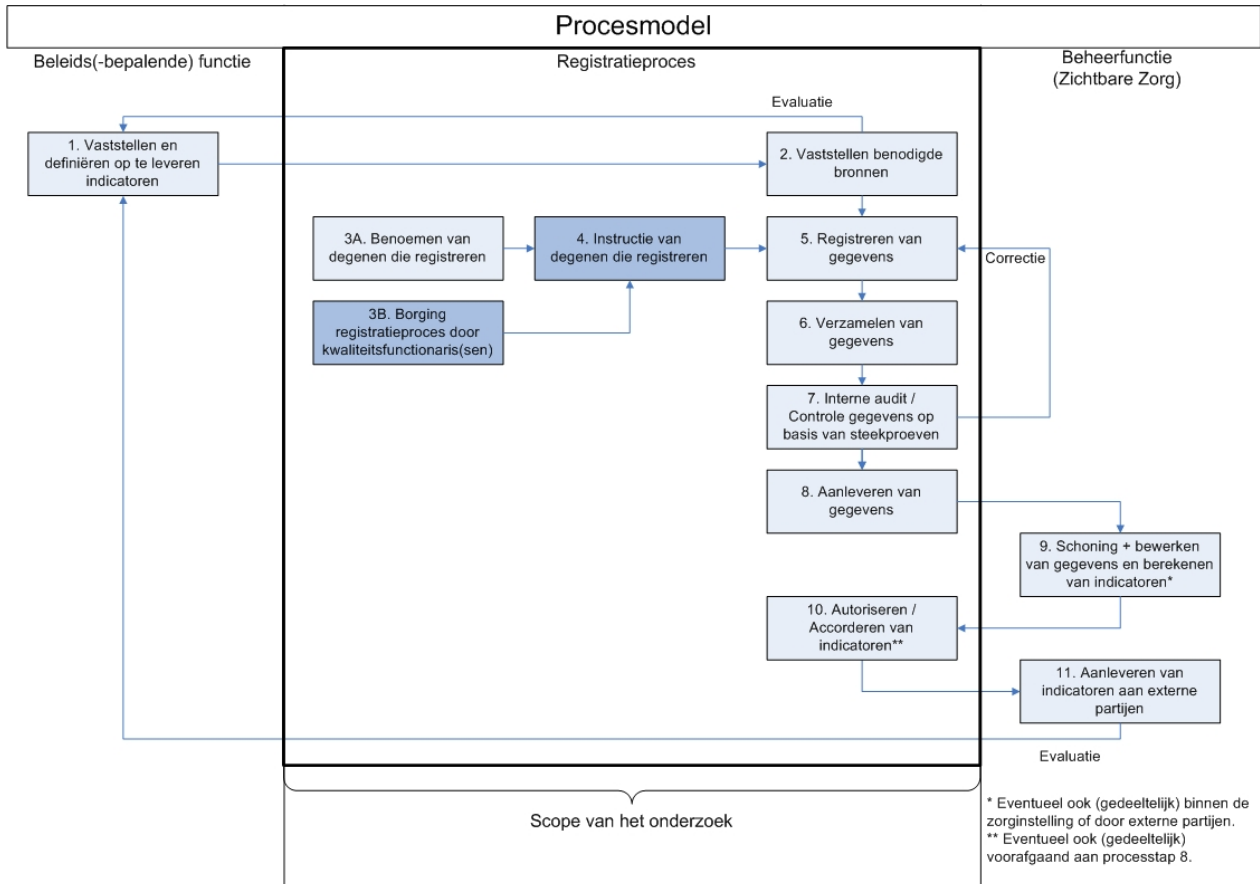 Procesmodel
Beleids(-bepalende) functie
Registratieproces
Beheerfunctie
(Zichtbare Zorg)
Evaluatie
1. Vaststellen en
definiëren op te leveren
indicatoren
2. Vaststellen benodigde
bronnen
3A. Benoemen van
degenen die registreren
4. Instructie van
degenen die registreren
5. Registreren van
gegevens
Correctie
3B. Borging
registratieproces door
kwaliteitsfunctionaris(sen)
6. Verzamelen van
gegevens
7. Interne audit /
Controle gegevens op
basis van steekproeven
8. Aanleveren van
gegevens
9. Schoning + bewerken
van gegevens en berekenen
van indicatoren*
10. Autoriseren /
Accorderen van
indicatoren**
11. Aanleveren van
indicatoren aan externe
partijen
Evaluatie
Scope van het onderzoek
* Eventueel ook (gedeeltelijk) binnen de
zorginstelling of door externe partijen.
** Eventueel ook (gedeeltelijk)
voorafgaand aan processtap 8.